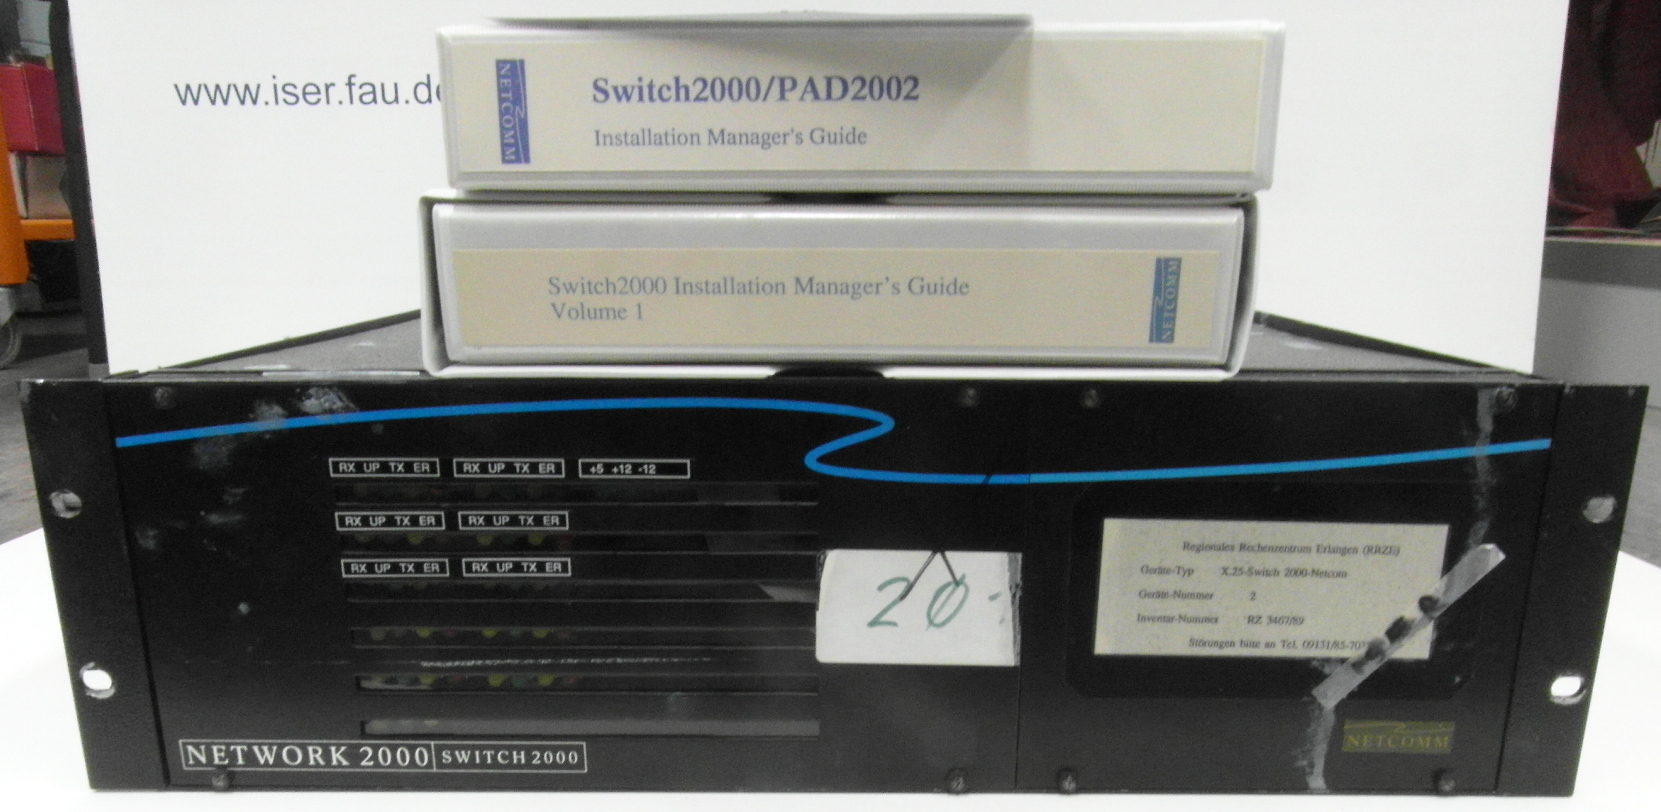 www.iser.fau.de
NETCOMM
Switch2000/PAD2002
Installation Manager's Guide
Switch2000 Installation Manager's Guide
Volume 1
NETCOMM
RX UP TX ER RX UP TX ER +5 +12 -12
RX UP TX ER RX UP TX ER
RX UP TX ER RX UP TX ER
20-
Regionales Rechenzentrum Erlangen (RRZE)
Geräte-Typ X.25-Switch 2000-Netcom
Geräte-Nummer 2
Inventar-Nummer RZ 3467/89
Störungen bitte an Tel. 09131/85-70
NETWORK 2000 SWITCH 2000
NETCOMM